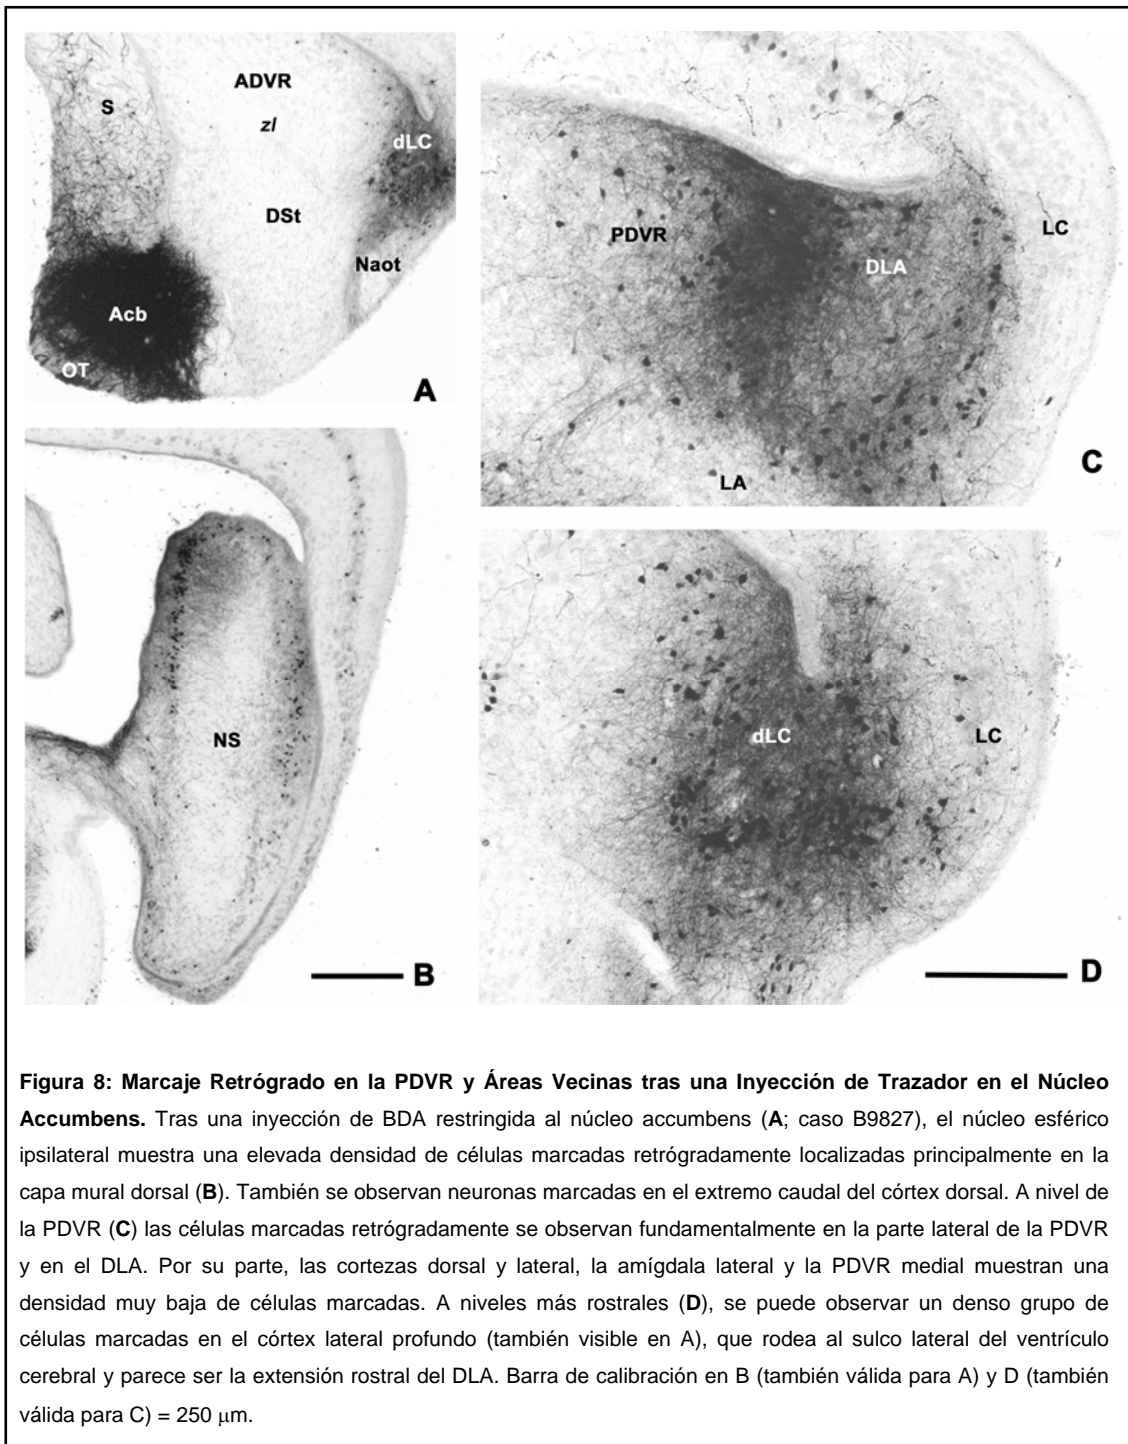 S
ADVR
zl
dLC
DSt
Naot
Acb
OT
A
PDVR
DLA
LC
LA
C
NS
B
dLC
LC
D
Figura 8: Marcaje Retrógrado en la PDVR y Áreas Vecinas tras una Inyección de Trazador en el Núcleo
Accumbens. Tras una inyección de BDA restringida al núcleo accumbens (A; caso B9827), el núcleo esférico
ipsilateral muestra una elevada densidad de células marcadas retrógradamente localizadas principalmente en la
capa mural dorsal (B). También se observan neuronas marcadas en el extremo caudal del córtex dorsal. A nivel de
la PDVR (C) las células marcadas retrógradamente se observan fundamentalmente en la parte lateral de la PDVR
y en el DLA. Por su parte, las cortezas dorsal y lateral, la amígdala lateral y la PDVR medial muestran una
densidad muy baja de células marcadas. A niveles más rostrales (D), se puede observar un denso grupo de
células marcadas en el córtex lateral profundo (también visible en A), que rodea al sulco lateral del ventrículo
cerebral y parece ser la extensión rostral del DLA. Barra de calibración en B (también válida para A) y D (también
válida para C) = 250 μm.